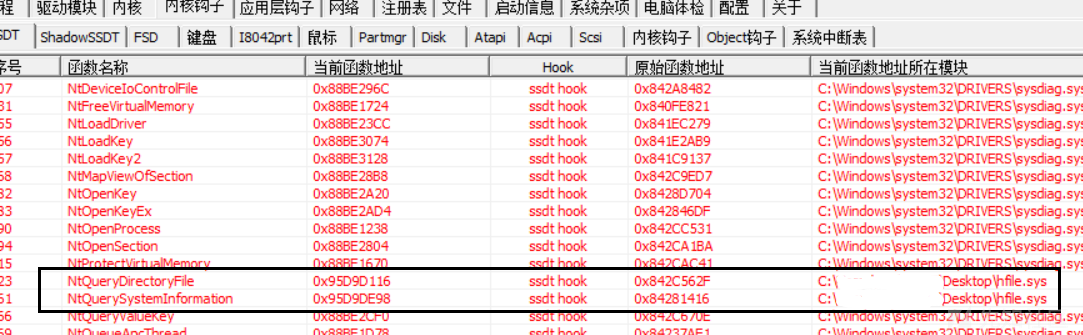 程 驱动模块 内核 内核钩子 应用层钩子 网络 注册表 文件 启动信息 系统杂项 电脑体检 配置 关于
SDT ShadowSSDT FSD 键盘 I8042prt 鼠标 Partmgr Disk Atapi Acpi Scsi 内核钩子 Object钩子 系统中断表
序号 函数名称 当前函数地址 Hook 原始函数地址 当前函数地址所在模块
07 NtDeviceIoControlFile 0x88BE296C ssdt hook 0x842A8482 C:\Windows\system32\DRIVERS\sysdiag.sys
31 NtFreeVirtualMemory 0x88BE1724 ssdt hook 0x840FE821 C:\Windows\system32\DRIVERS\sysdiag.sys
55 NtLoadDriver 0x88BE23CC ssdt hook 0x841EC279 C:\Windows\system32\DRIVERS\sysdiag.sys
56 NtLoadKey 0x88BE3074 ssdt hook 0x841E2AB9 C:\Windows\system32\DRIVERS\sysdiag.sys
57 NtLoadKey2 0x88BE3128 ssdt hook 0x841C9137 C:\Windows\system32\DRIVERS\sysdiag.sys
58 NtMapViewOfSection 0x88BE28B8 ssdt hook 0x842C9ED7 C:\Windows\system32\DRIVERS\sysdiag.sys
82 NtOpenKey 0x88BE2A20 ssdt hook 0x8428D704 C:\Windows\system32\DRIVERS\sysdiag.sys
83 NtOpenKeyEx 0x88BE2AD4 ssdt hook 0x842846DF C:\Windows\system32\DRIVERS\sysdiag.sys
90 NtOpenProcess 0x88BE1238 ssdt hook 0x842CC531 C:\Windows\system32\DRIVERS\sysdiag.sys
94 NtOpenSection 0x88BE2804 ssdt hook 0x842CA1BA C:\Windows\system32\DRIVERS\sysdiag.sys
15 NtProtectVirtualMemory 0x88BE1670 ssdt hook 0x842CAC41 C:\Windows\system32\DRIVERS\sysdiag.sys
23 NtQueryDirectoryFile 0x95D9D116 ssdt hook 0x842C562F C:\ Desktop\hfile.sys
61 NtQuerySystemInformation 0x95D9DE98 ssdt hook 0x84281416 C:\ Desktop\hfile.sys
66 NtQueryValueKey 0x88BE2CF0 ssdt hook 0x842C670E C:\Windows\system32\DRIVERS\sysdiag.sys
NtQueueApcThread 0x88BE1D78 ssdt hook 0x84237AE1 C:\Windows\system32\DRIVERS\sysdiag.sys